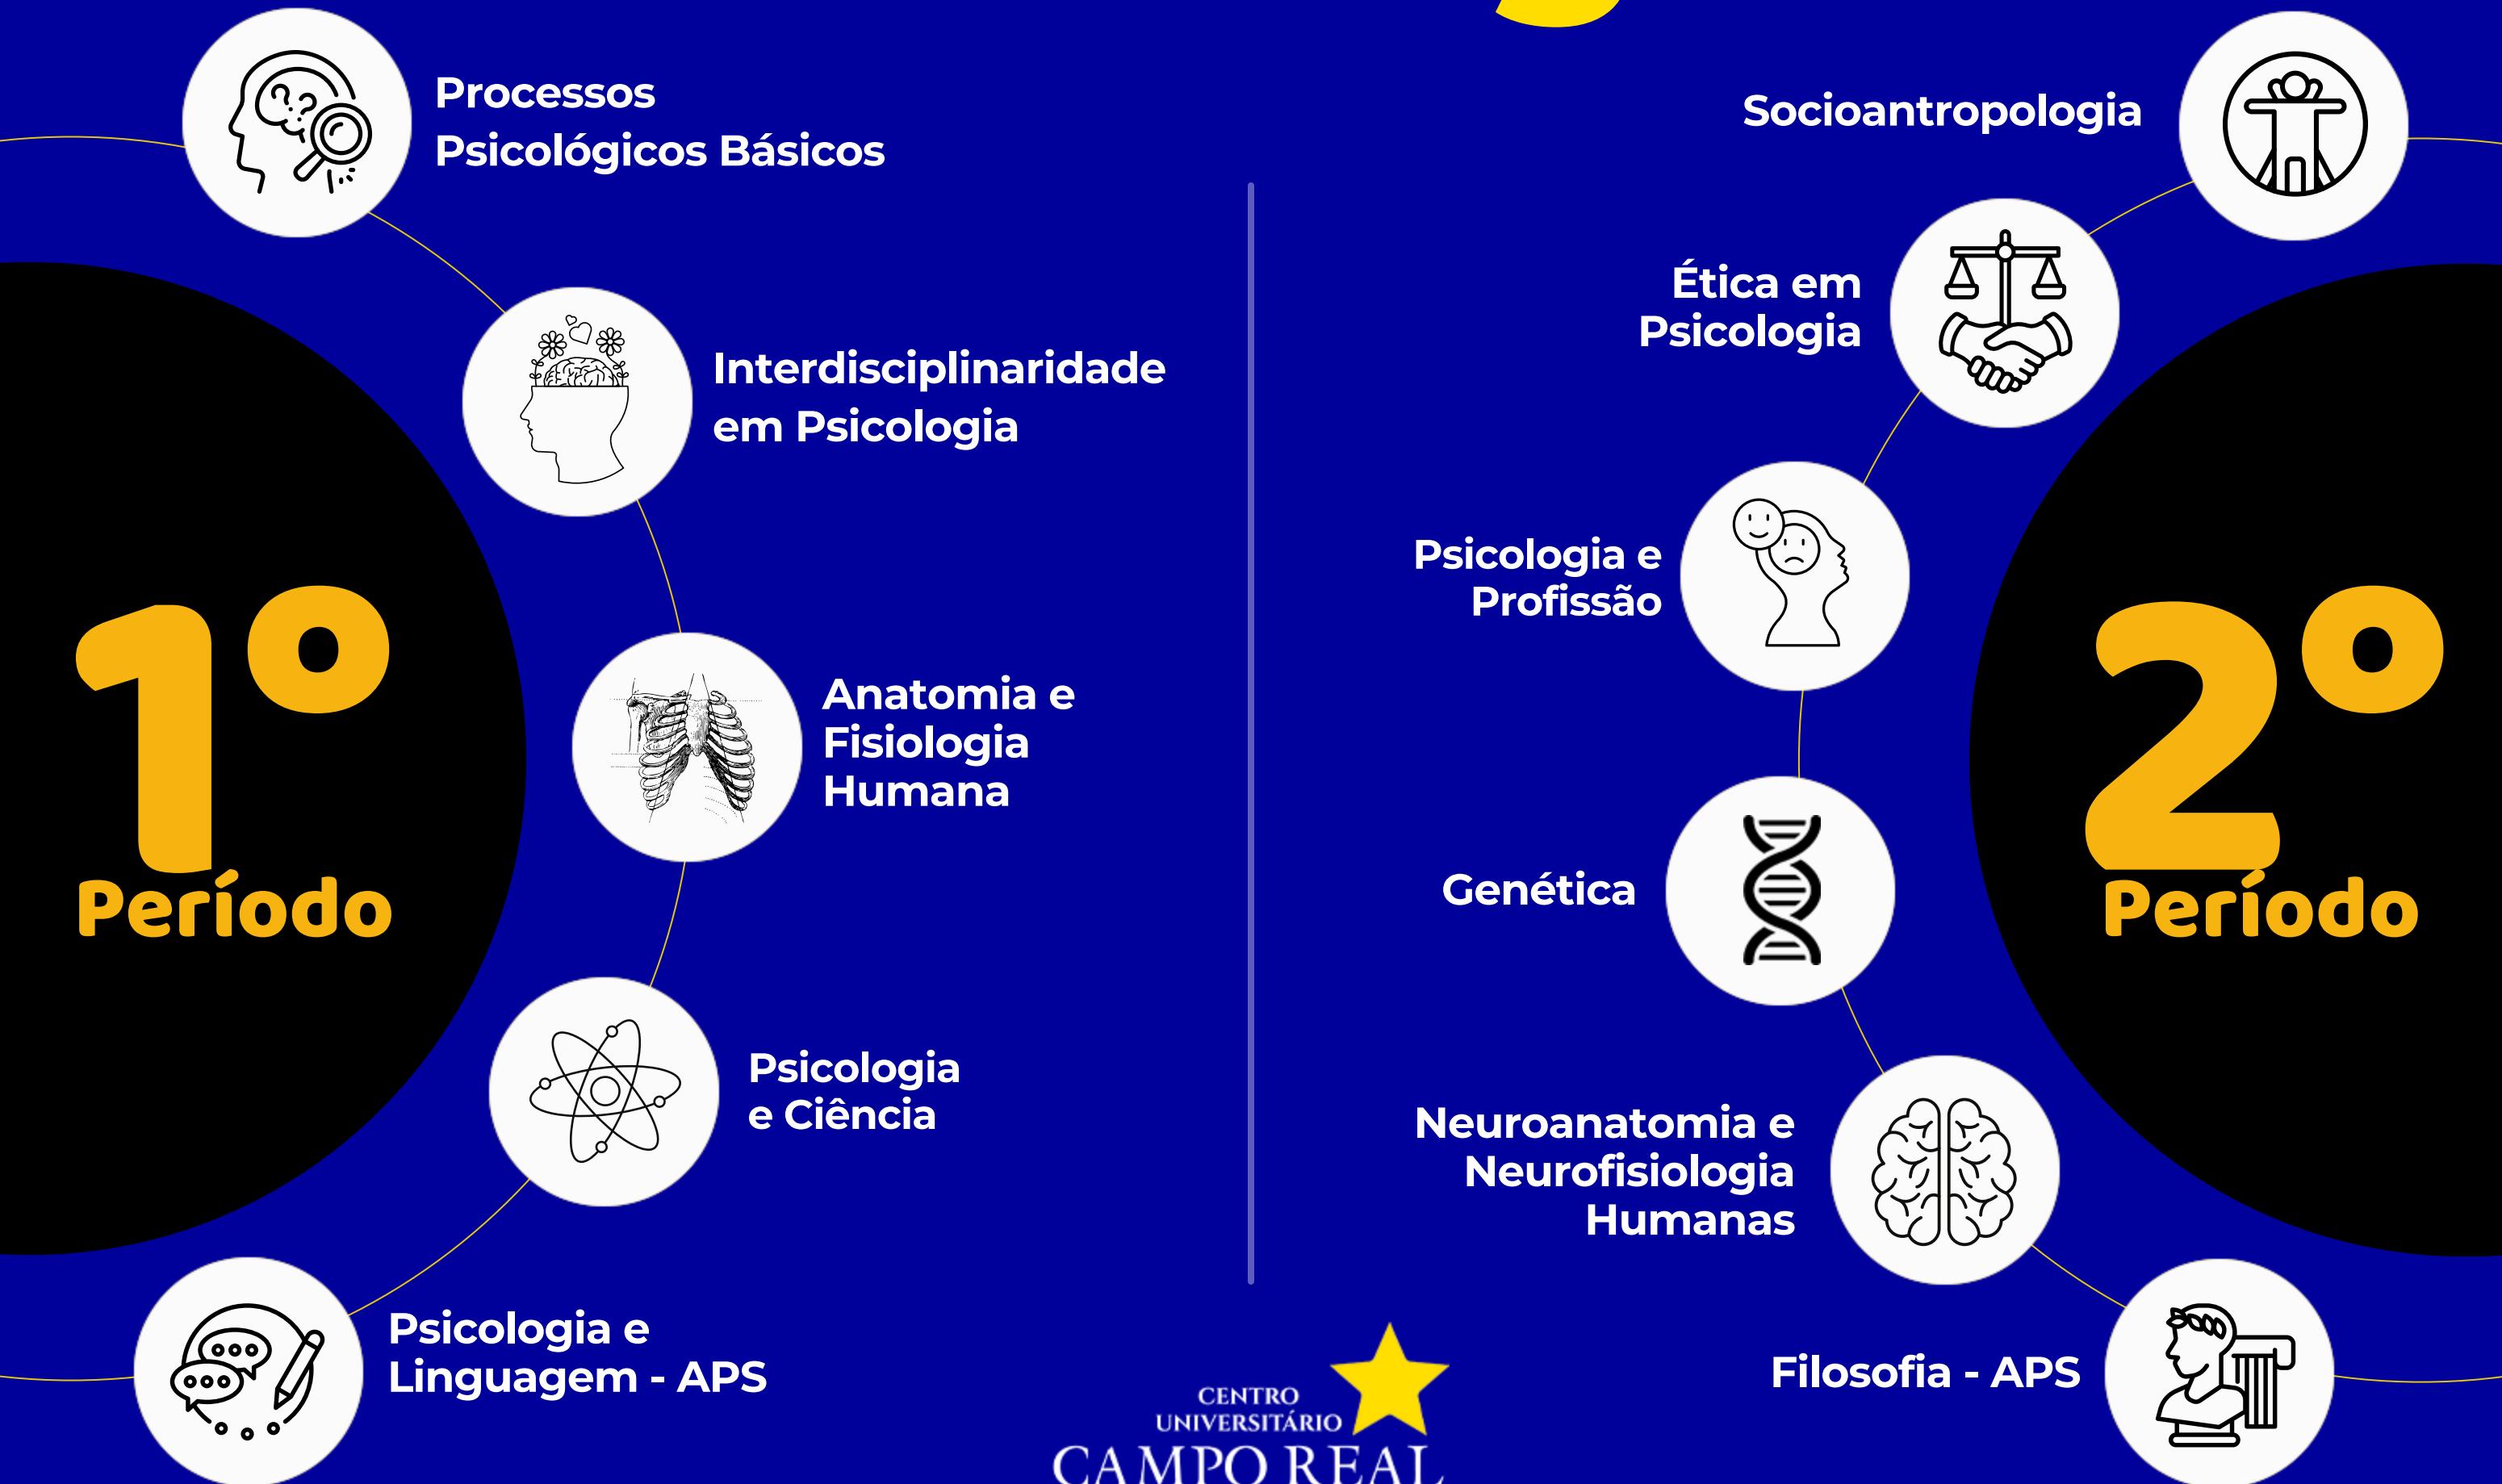 Processos
Psicológicos Básicos
Interdisciplinaridade
em Psicologia
1º
Período
Anatomia e
Fisiologia
Humana
Psicologia
e Ciência
Psicologia e
Linguagem - APS
Socioantropologia
Ética em
Psicologia
Psicologia e
Profissão
2º
Período
Genética
Neuroanatomia e
Neurofisiologia
Humanas
Filosofia - APS
CENTRO
UNIVERSITÁRIO
CAMPO REAL